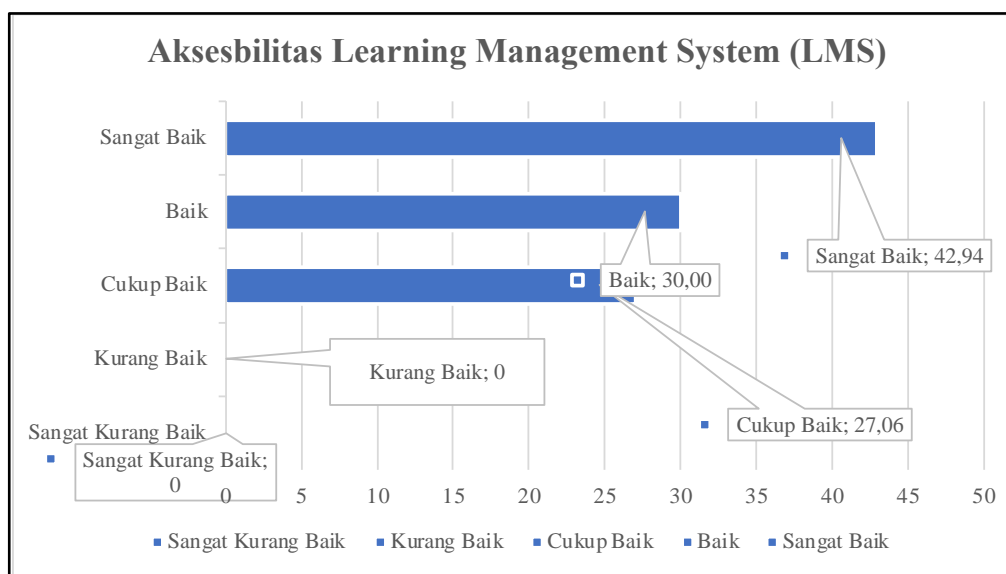 Aksesbilitas Learning Management System (LMS)
Sangat Baik
Baik
Cukup Baik
Kurang Baik
Sangat Kurang Baik
Sangat Baik; 42,94
Baik; 30,00
Kurang Baik; 0
Cukup Baik; 27,06
Sangat Kurang Baik;
0
0 5 10 15 20 25 30 35 40 45 50
Sangat Kurang Baik Kurang Baik Cukup Baik Baik Sangat Baik